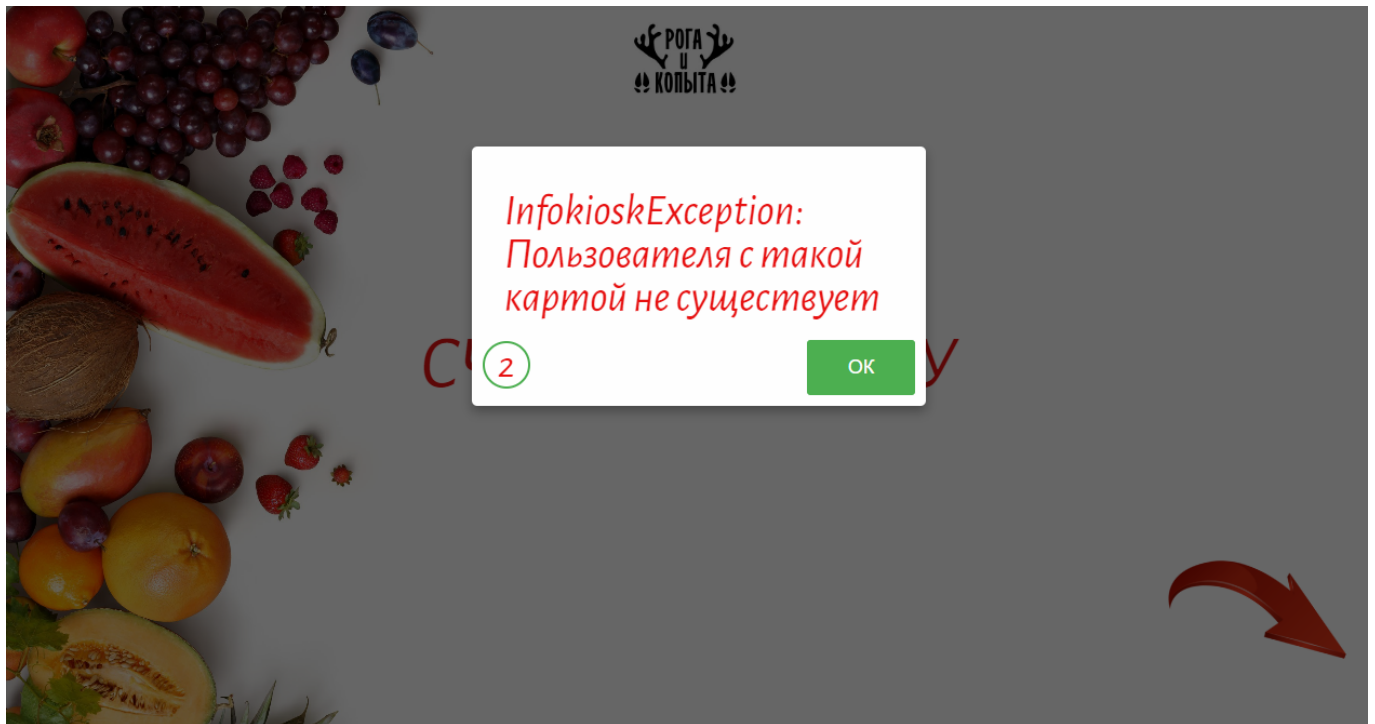 РОГА
И
КОПЫТА
InfokioskException:
Пользователя с такой
картой не существует
2
ОК